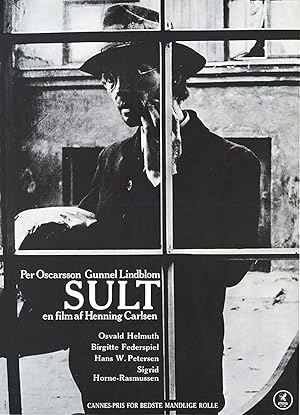 Per Oscarsson Gunnel Lindblom
SULT
en film af Henning Carlsen
Osvald Helmuth
Birgitte Federspiel
Hans W. Petersen
Sigrid
Horne-Rasmussen
CANNES-PRIS FOR BEDSTE MANDLIGE ROLLE